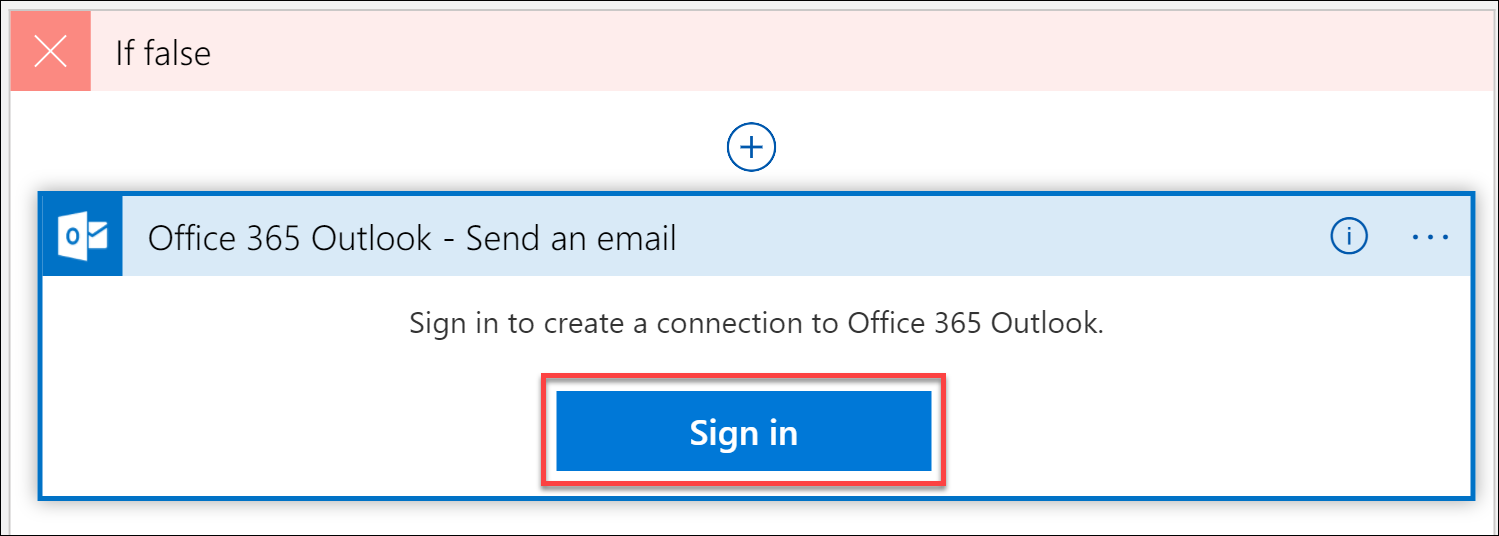 If false
Office 365 Outlook - Send an email
Sign in to create a connection to Office 365 Outlook.
Sign in